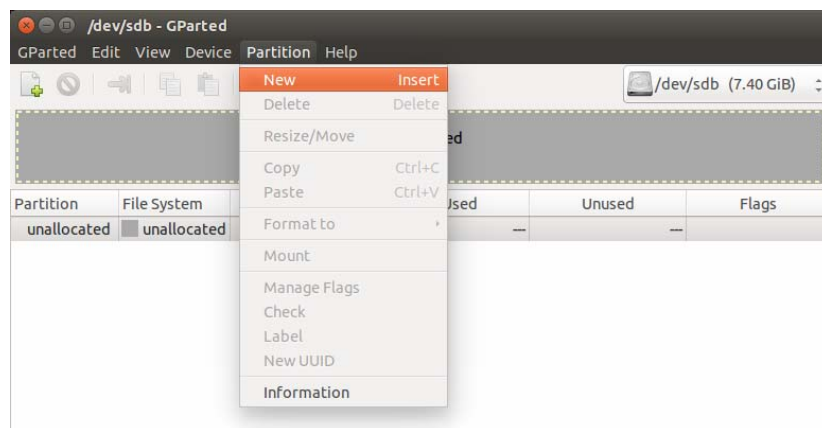 /dev/sdb - GParted
GParted Edit View Device Partition Help
New Insert
/dev/sdb (7.40 GiB)
Delete Delete
Resize/Move
ed
Copy Ctrl+C
Paste Ctrl+V
Partition File System Used Unused Flags
unallocated unallocated --- ---
Format to
Mount
Manage Flags
Check
Label
New UUID
Information